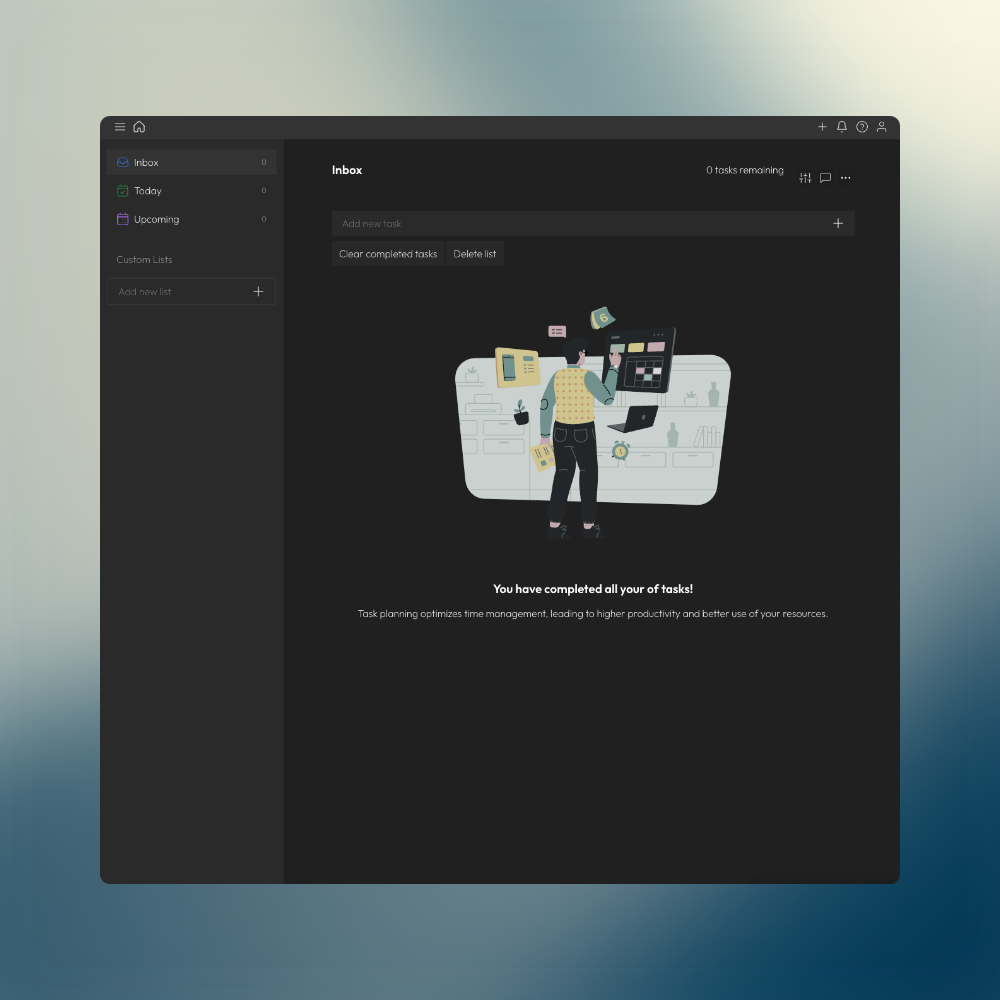 Inbox 0
Today 0
Upcoming 0
Custom Lists
Add new list
Inbox
0 tasks remaining
Add new task
Clear completed tasks
Delete list
6
You have completed all your of tasks!
Task planning optimizes time management, leading to higher productivity and better use of your resources.